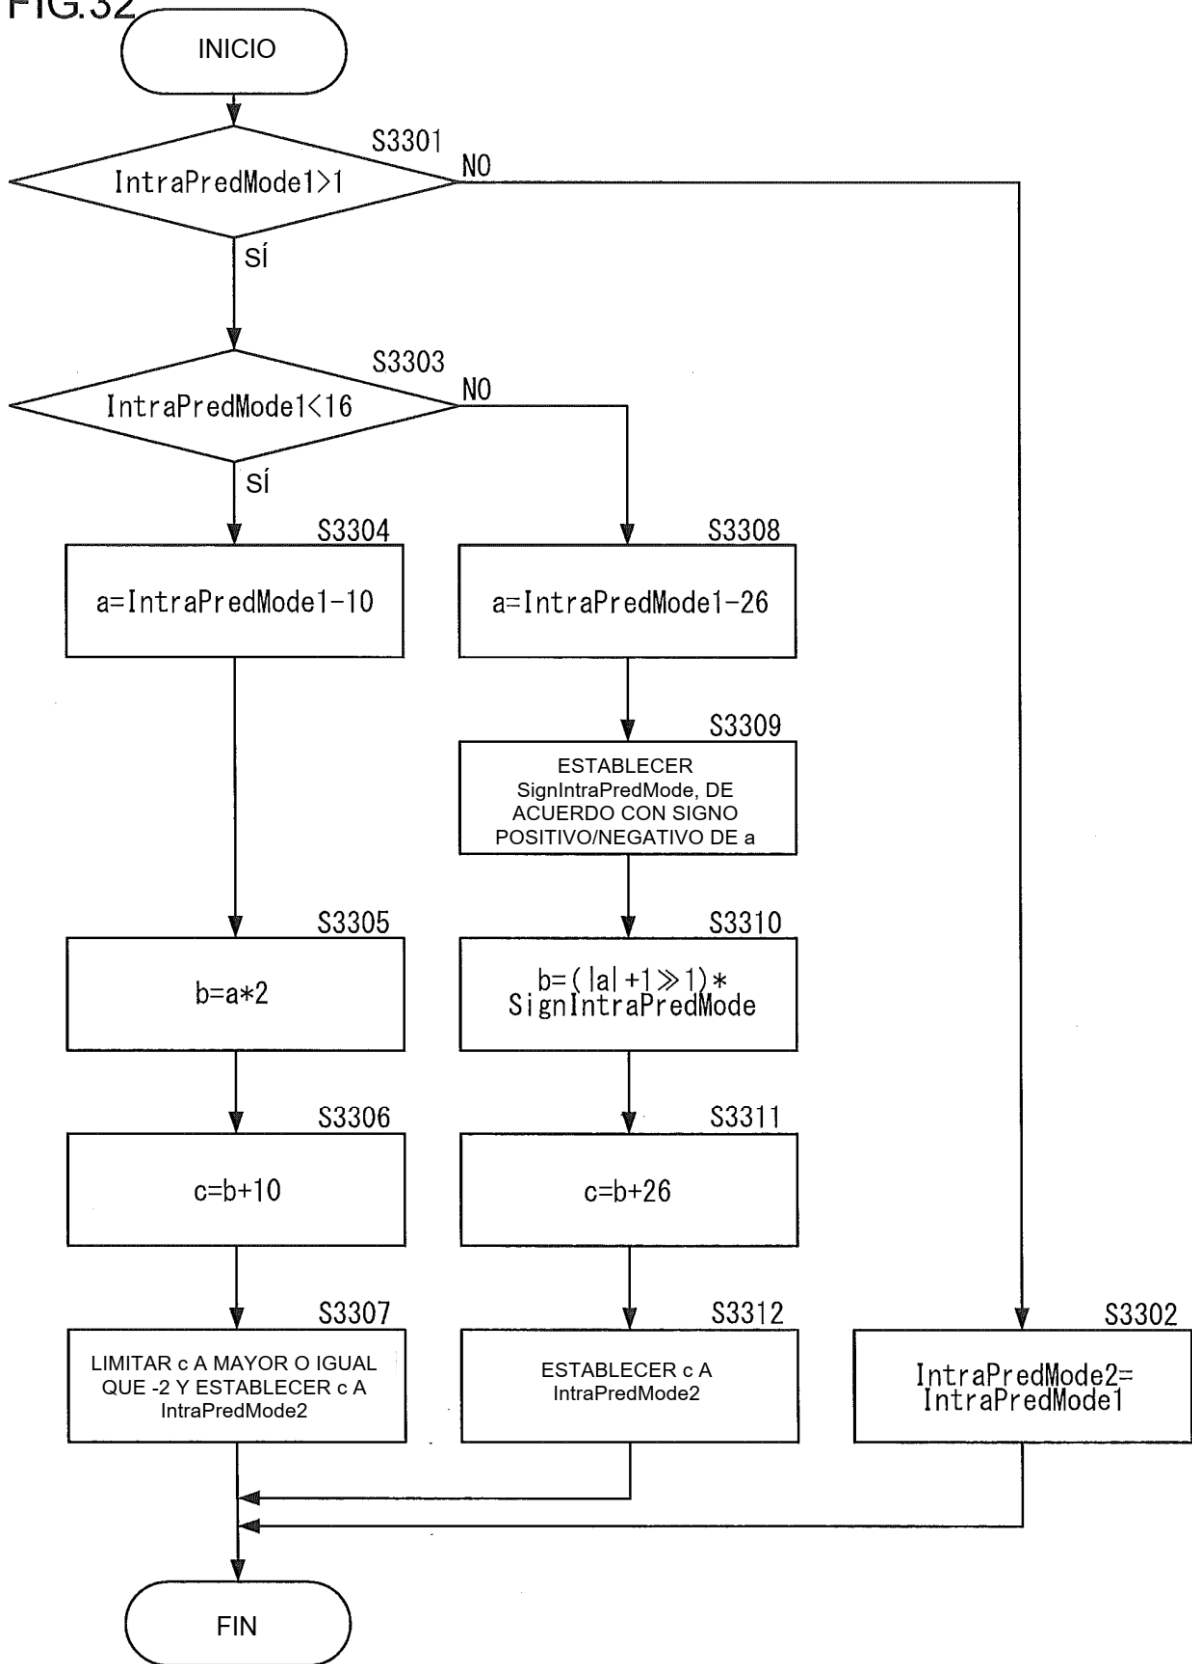 FIG.32
INICIO
S3301
IntraPredMode1>1
NO
SÍ
S3303
IntraPredMode1<16
NO
SÍ
S3304
a=IntraPredMode1-10
S3308
a=IntraPredMode1-26
S3309
ESTABLECER
SignIntraPredMode, DE
ACUERDO CON SIGNO
POSITIVO/NEGATIVO DE a
S3305
b=a*2
S3310
b=(|a|+1≫1)*
SignIntraPredMode
S3306
c=b+10
S3311
c=b+26
S3307
LIMITAR c A MAYOR O IGUAL
QUE -2 Y ESTABLECER c A
IntraPredMode2
S3312
ESTABLECER c A
IntraPredMode2
S3302
IntraPredMode2=
IntraPredMode1
FIN